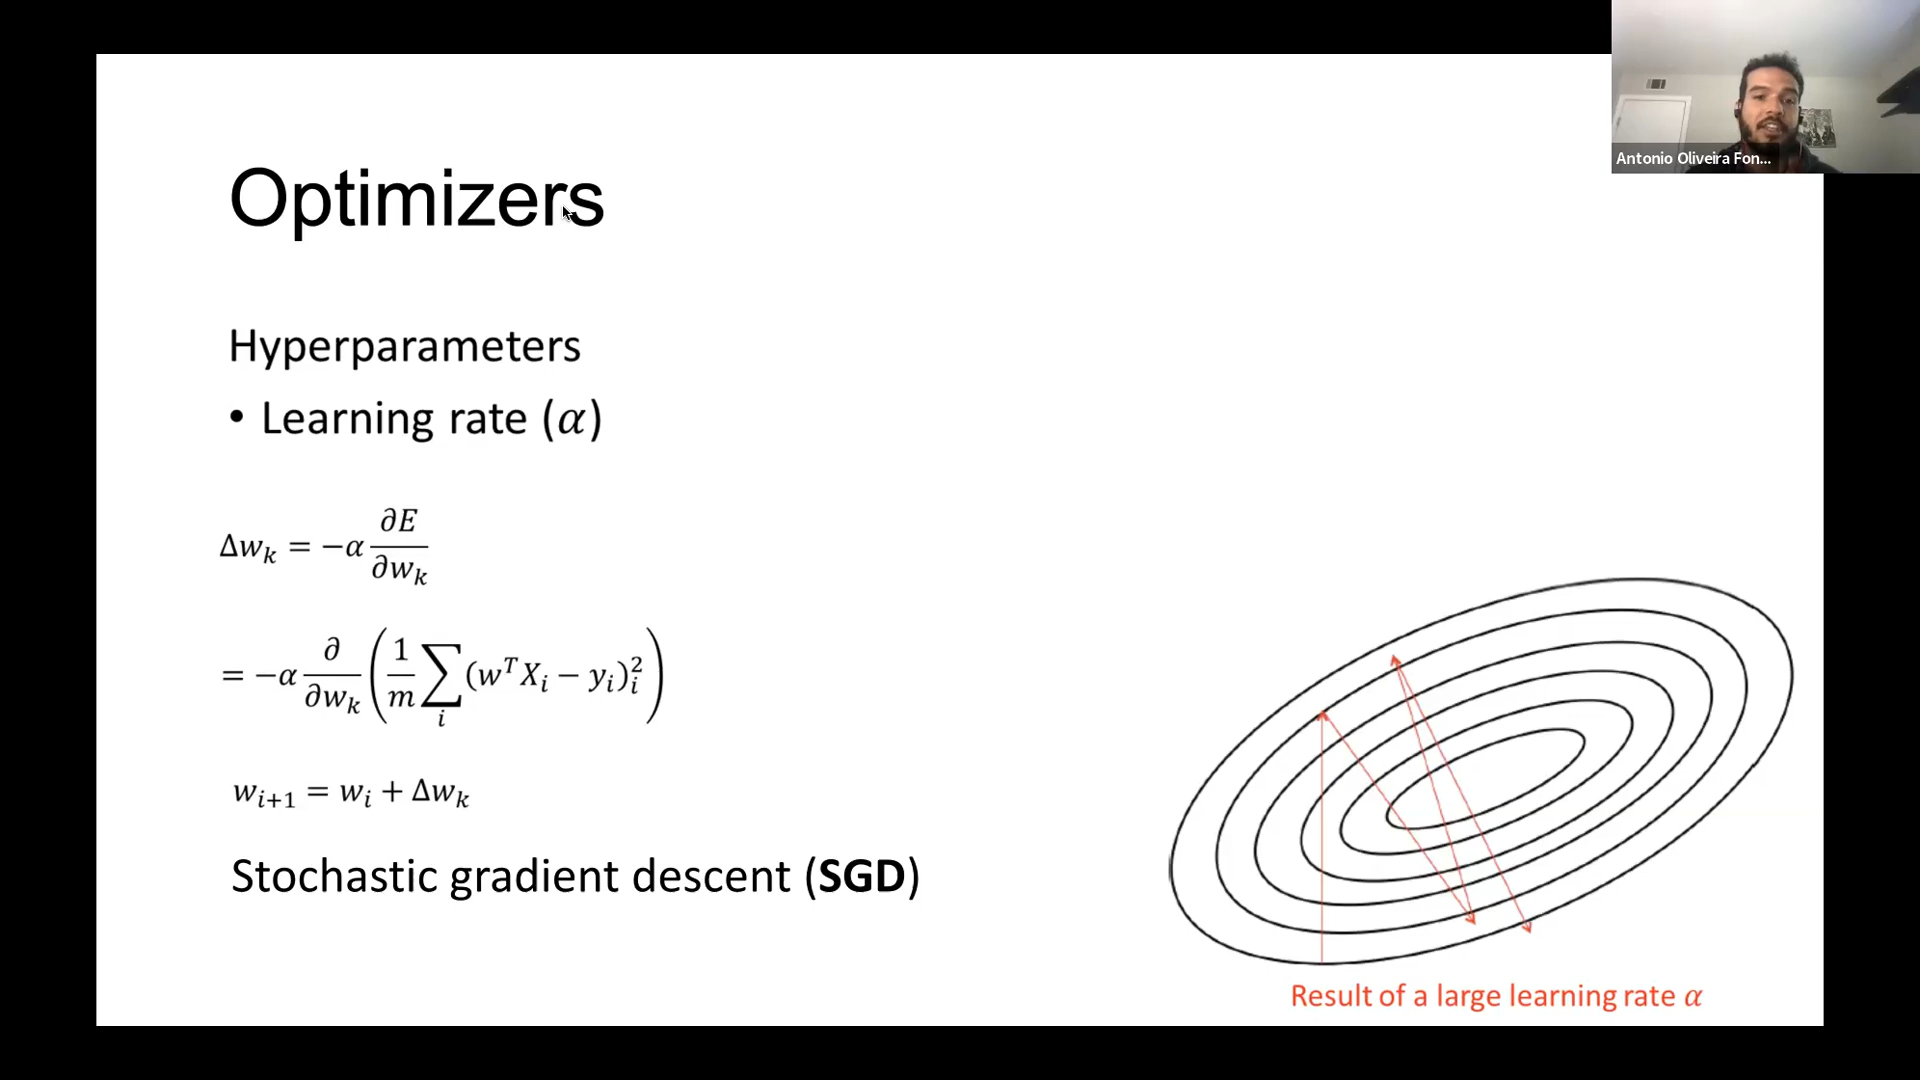 Antonio Oliveira Fon...
Optimizers
Hyperparameters
• Learning rate (α)
Δw_k = −α ∂E/∂w_k
= −α ∂/∂w_k (1/m ∑_i (w^T X_i − y_i)_i^2)
w_{i+1} = w_i + Δw_k
Stochastic gradient descent (SGD)
Result of a large learning rate α